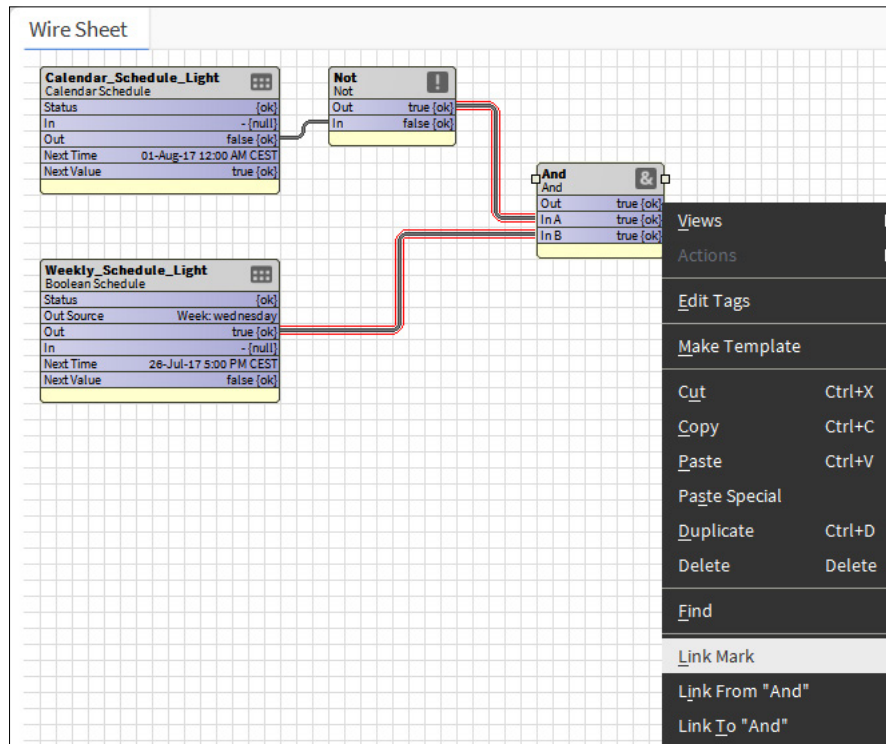 Wire Sheet
Calendar_Schedule_Light
Calendar Schedule
Status {ok}
In - {null}
Out false {ok}
Next Time 01-Aug-17 12:00 AM CEST
Next Value true {ok}
Not
Not
Out true {ok}
In false {ok}
And
And
&
Out true {ok}
In A true {ok}
In B true {ok}
Weekly_Schedule_Light
Boolean Schedule
Status {ok}
Out Source Week: wednesday
Out true {ok}
In - {null}
Next Time 26-Jul-17 5:00 PM CEST
Next Value false {ok}
Views
Actions
Edit Tags
Make Template
Cut Ctrl+X
Copy Ctrl+C
Paste Ctrl+V
Paste Special
Duplicate Ctrl+D
Delete Delete
Find
Link Mark
Link From "And"
Link To "And"